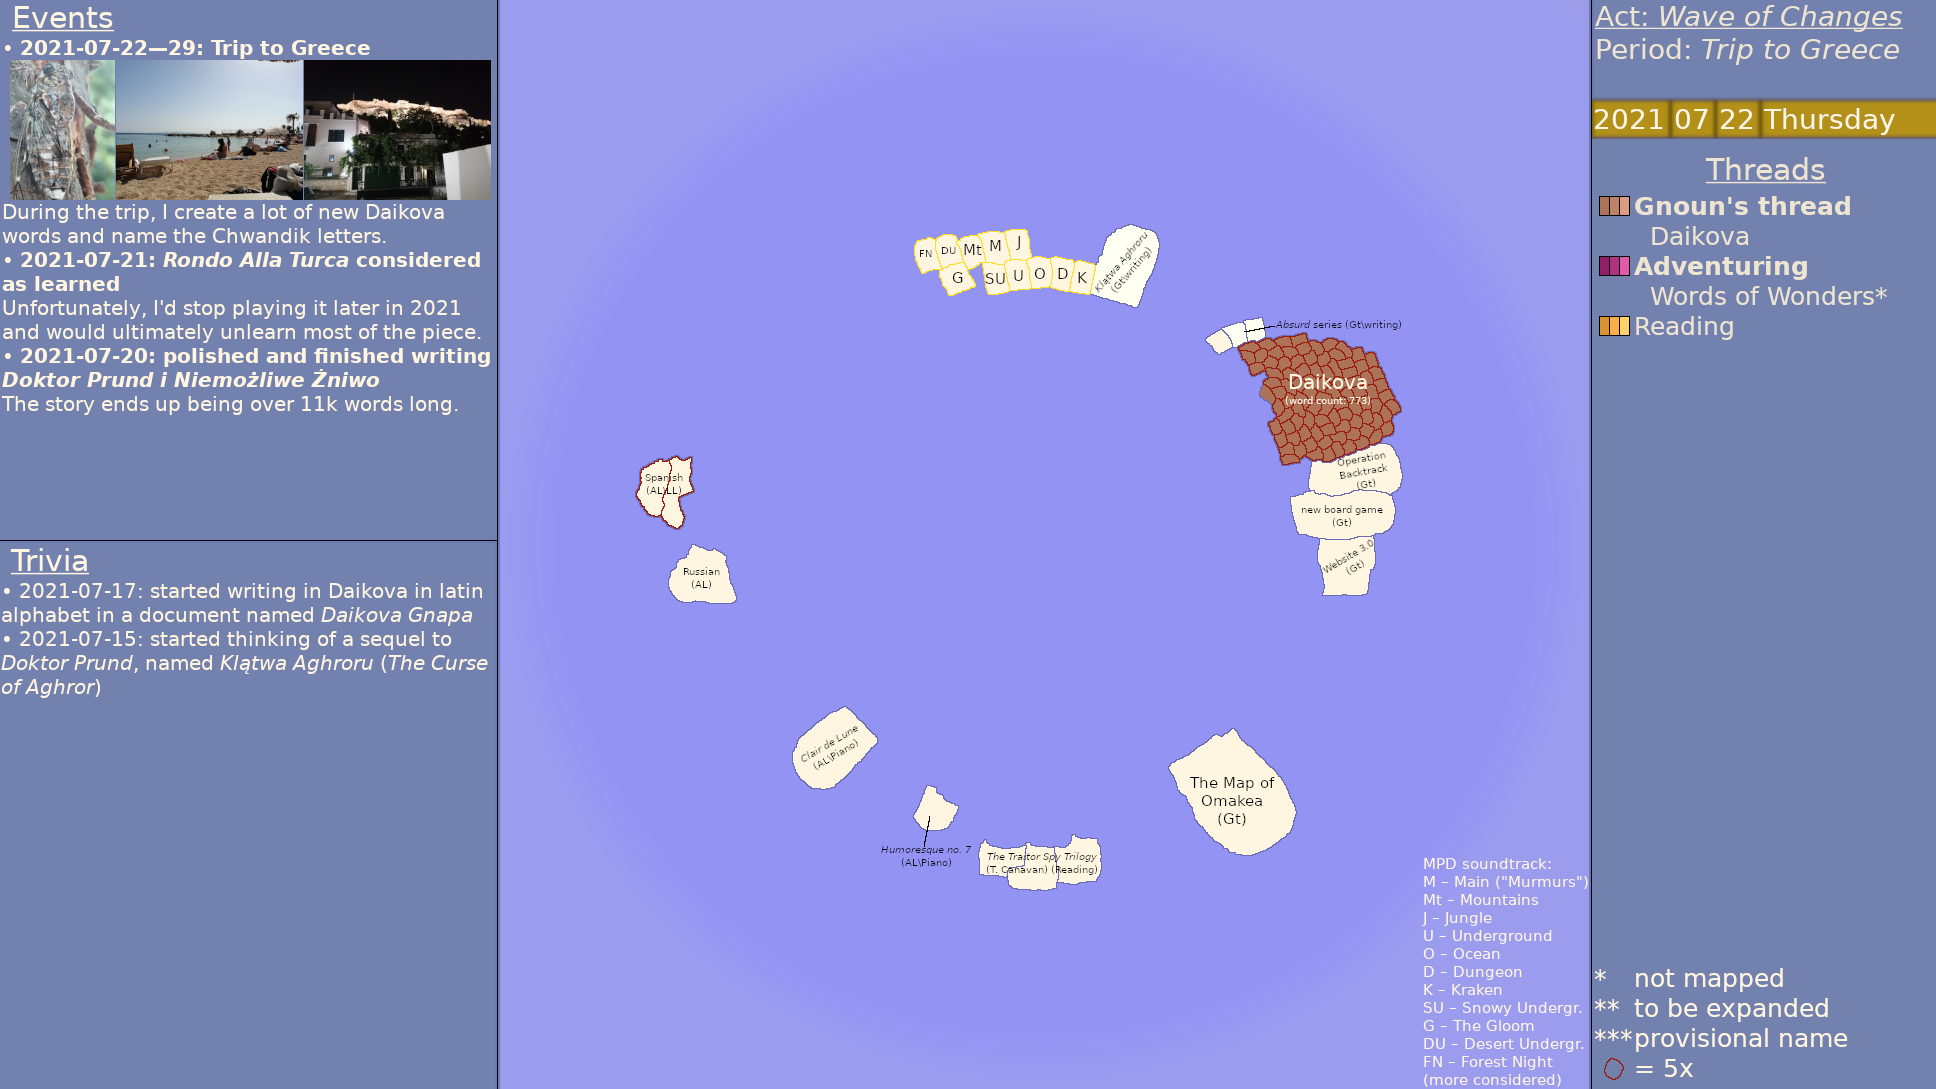 Events
• 2021-07-22—29: Trip to Greece
During the trip, I create a lot of new Daikova
words and name the Chwandik letters.
• 2021-07-21: Rondo Alla Turca considered
as learned
Unfortunately, I'd stop playing it later in 2021
and would ultimately unlearn most of the piece.
• 2021-07-20: polished and finished writing
Doktor Prund i Niemożliwe Żniwo
The story ends up being over 11k words long.
Trivia
• 2021-07-17: started writing in Daikova in latin
alphabet in a document named Daikova Gnapa
• 2021-07-15: started thinking of a sequel to
Doktor Prund, named Klątwa Aghroru (The Curse
of Aghror)
FN DU Mt M J
G SU U O D K
Klątwa Aghroru
(Gt\writing)
Absurd series (Gt\writing)
Daikova
(word count: 773)
Operation
Backtrack
(Gt)
new board game
(Gt)
Website 3.0
(Gt)
Spanish
(AL\LL)
Russian
(AL)
Clair de Lune
(AL\Piano)
Humoresque no. 7
(AL\Piano)
The Traitor Spy Trilogy
(T. Canavan) (Reading)
The Map of
Omakea
(Gt)
MPD soundtrack:
M – Main ("Murmurs")
Mt – Mountains
J – Jungle
U – Underground
O – Ocean
D – Dungeon
K – Kraken
SU – Snowy Undergr.
G – The Gloom
DU – Desert Undergr.
FN – Forest Night
(more considered)
Act: Wave of Changes
Period: Trip to Greece
2021 07 22 Thursday
Threads
Gnoun's thread
Daikova
Adventuring
Words of Wonders*
Reading
* not mapped
** to be expanded
*** provisional name
= 5x